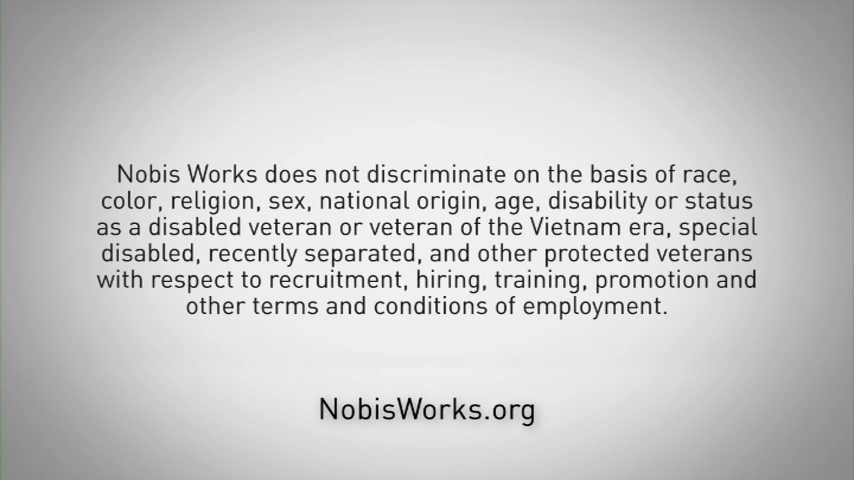 Nobis Works does not discriminate on the basis of race,
color, religion, sex, national origin, age, disability or status
as a disabled veteran or veteran of the Vietnam era, special
disabled, recently separated, and other protected veterans
with respect to recruitment, hiring, training, promotion and
other terms and conditions of employment.
NobisWorks.org